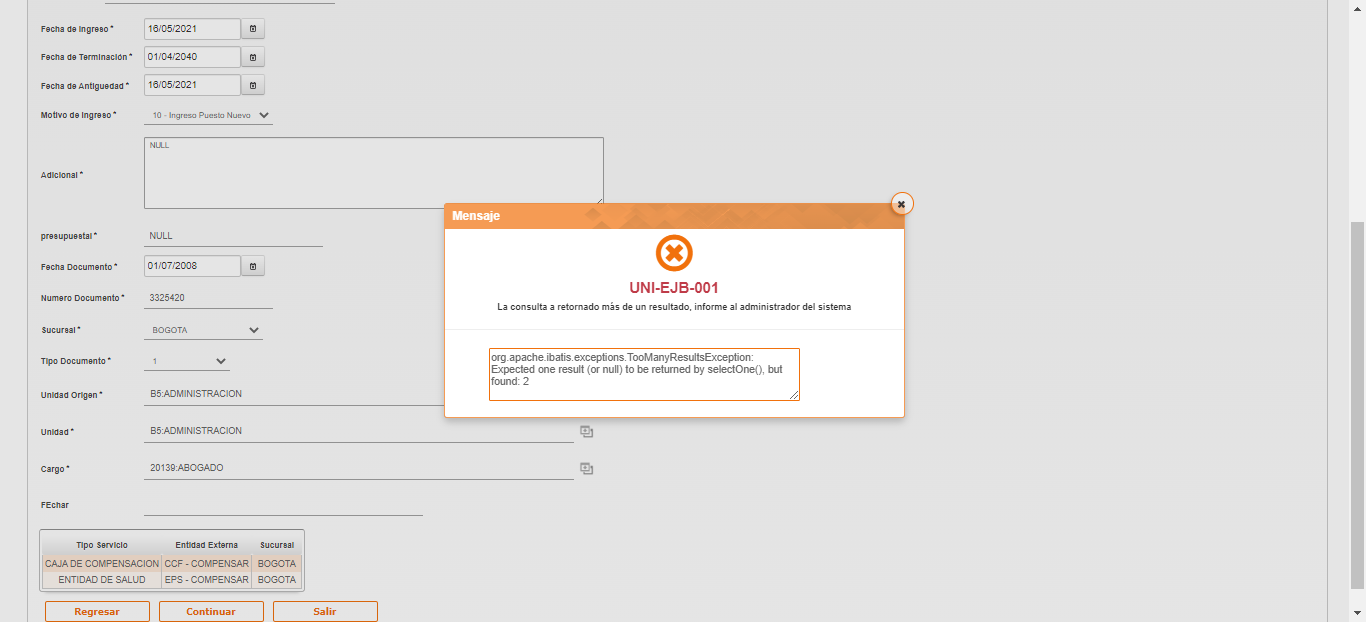 Fecha de Ingreso * 16/05/2021
Fecha de Terminación * 01/04/2040
Fecha de Antiguedad * 16/05/2021
Motivo de Ingreso * 10 - Ingreso Puesto Nuevo
Adicional * NULL
presupuestal * NULL
Fecha Documento * 01/07/2008
Numero Documento * 3325420
Sucursal * BOGOTA
Tipo Documento * 1
Unidad Origen * B5:ADMINISTRACION
Unidad * B5:ADMINISTRACION
Cargo * 20139:ABOGADO
FEchar
Tipo Servicio Entidad Externa Sucursal
CAJA DE COMPENSACION CCF - COMPENSAR BOGOTA
ENTIDAD DE SALUD EPS - COMPENSAR BOGOTA
Regresar Continuar Salir
Mensaje
UNI-EJB-001
La consulta a retornado más de un resultado, informe al administrador del sistema
org.apache.ibatis.exceptions.TooManyResultsException:
Expected one result (or null) to be returned by selectOne(), but
found: 2